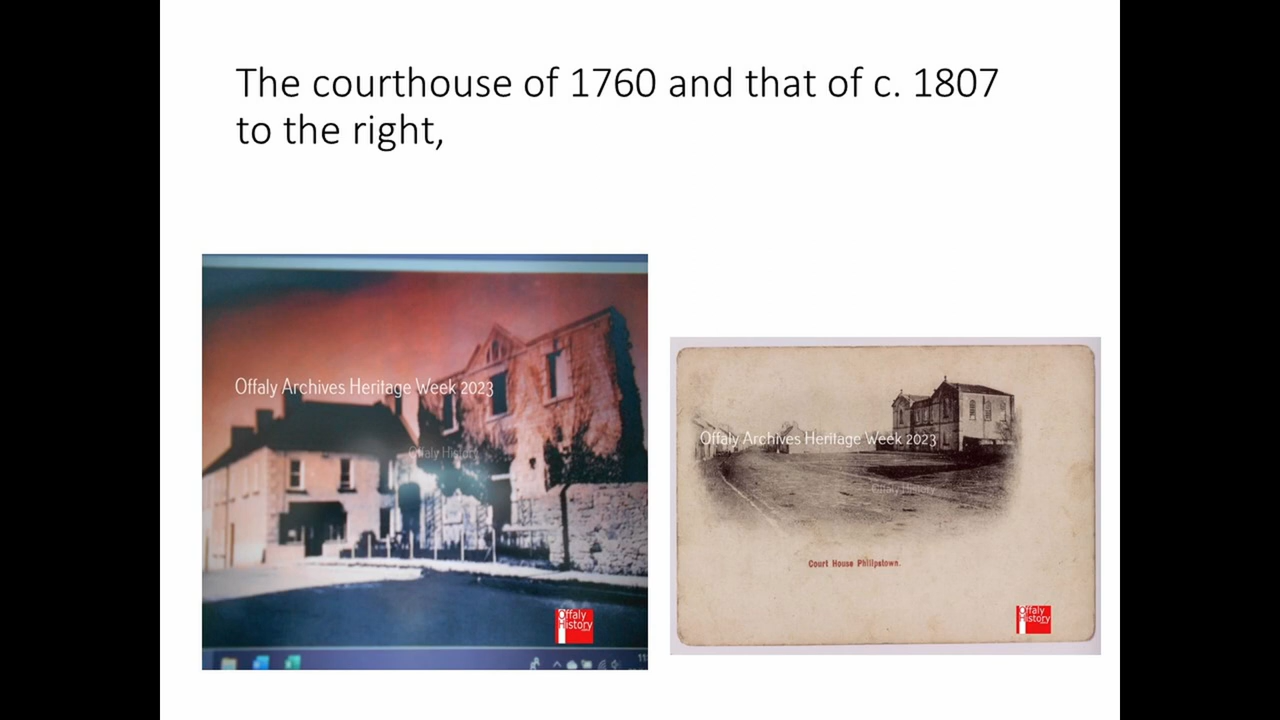 The courthouse of 1760 and that of c. 1807
to the right,
Offaly Archives Heritage Week 2023
Offaly History
Offaly
History
Offaly Archives Heritage Week 2023
Offaly History
Court House Philipstown.
Offaly
History